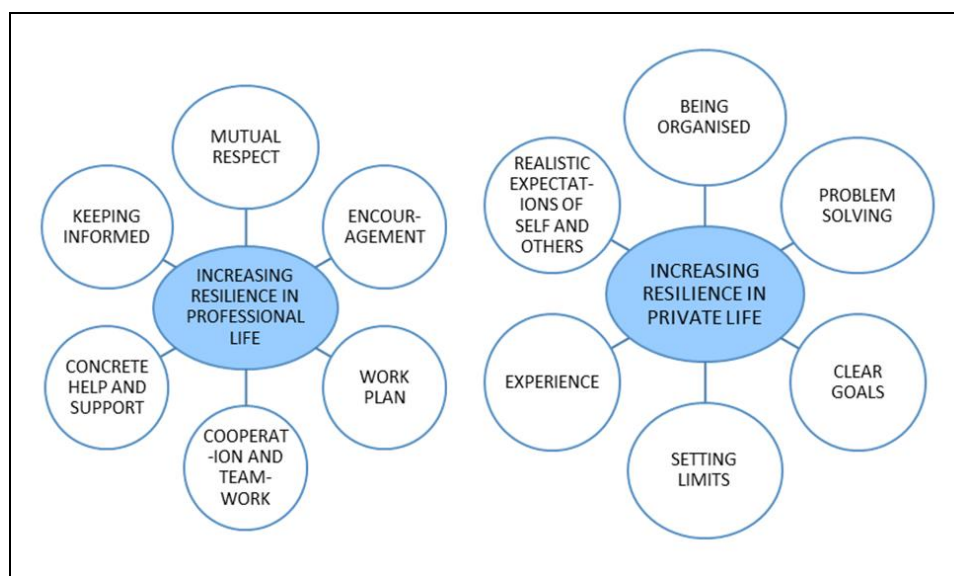 MUTUAL
RESPECT
ENCOUR-
AGEMENT
WORK
PLAN
COOPERAT
-ION AND
TEAM-
WORK
CONCRETE
HELP AND
SUPPORT
KEEPING
INFORMED
INCREASING
RESILIENCE IN
PROFESSIONAL
LIFE
BEING
ORGANISED
PROBLEM
SOLVING
CLEAR
GOALS
SETTING
LIMITS
EXPERIENCE
REALISTIC
EXPECTAT-
IONS OF
SELF AND
OTHERS
INCREASING
RESILIENCE IN
PRIVATE LIFE